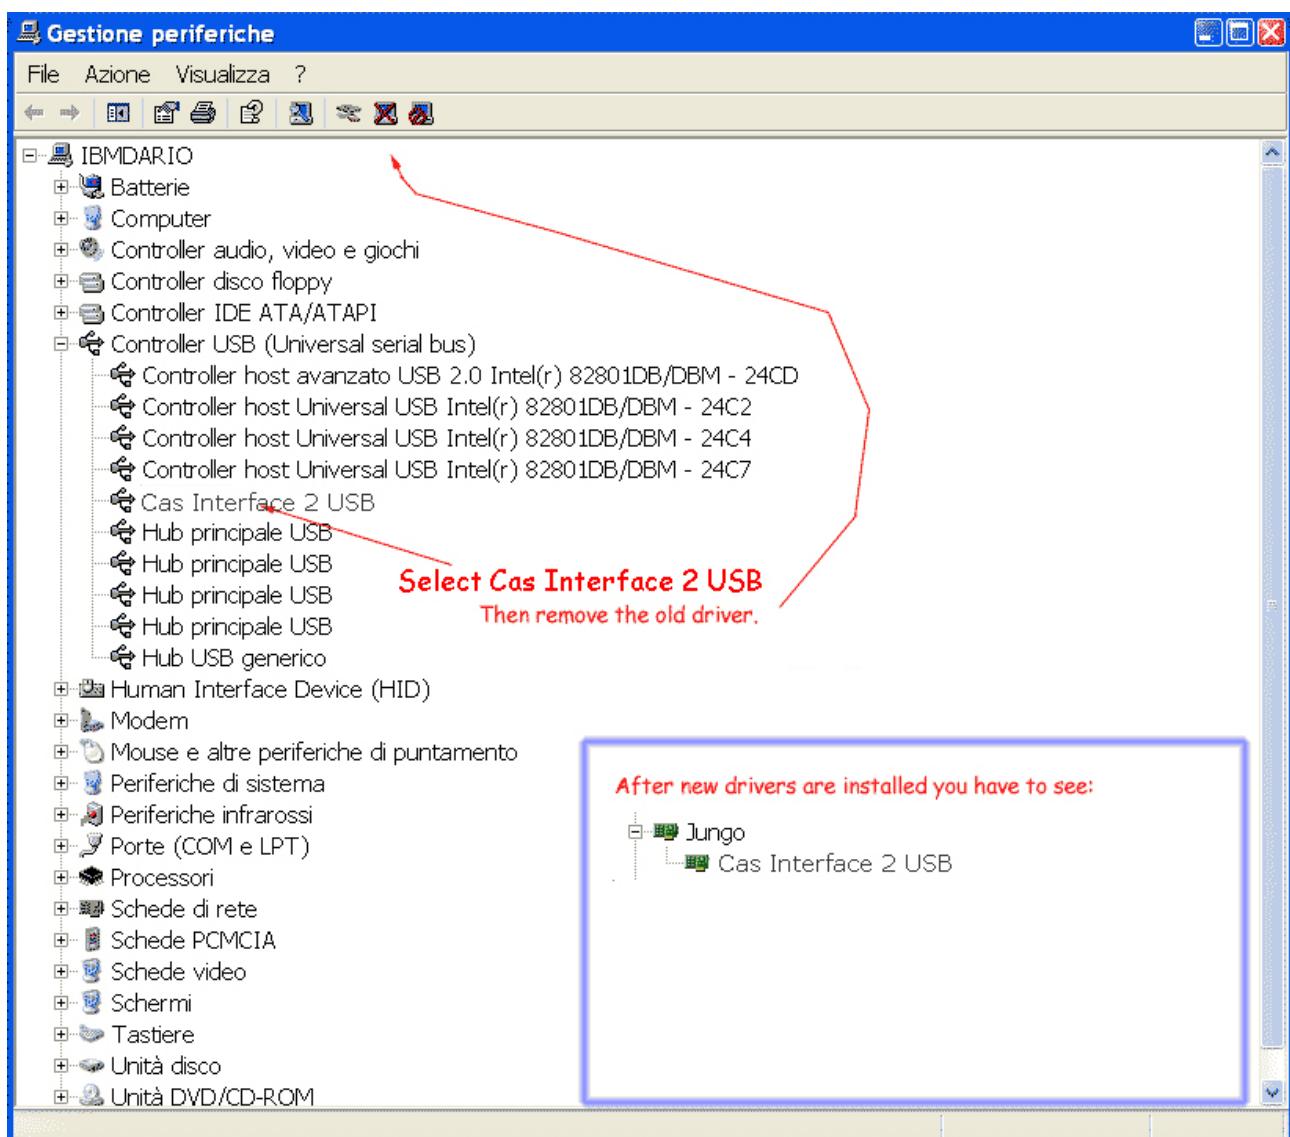 Gestione periferiche
File Azione Visualizza ?
IBMDARIO
Batterie
Computer
Controller audio, video e giochi
Controller disco floppy
Controller IDE ATA/ATAPI
Controller USB (Universal serial bus)
Controller host avanzato USB 2.0 Intel(r) 82801DB/DBM - 24CD
Controller host Universal USB Intel(r) 82801DB/DBM - 24C2
Controller host Universal USB Intel(r) 82801DB/DBM - 24C4
Controller host Universal USB Intel(r) 82801DB/DBM - 24C7
Cas Interface 2 USB
Hub principale USB
Hub principale USB
Hub principale USB
Hub principale USB
Hub USB generico
Select Cas Interface 2 USB
Then remove the old driver.
Human Interface Device (HID)
Modem
Mouse e altre periferiche di puntamento
Periferiche di sistema
Periferiche infrarossi
Porte (COM e LPT)
Processori
Schede di rete
Schede PCMCIA
Schede video
Schermi
Tastiere
Unità disco
Unità DVD/CD-ROM
After new drivers are installed you have to see:
Jungo
Cas Interface 2 USB